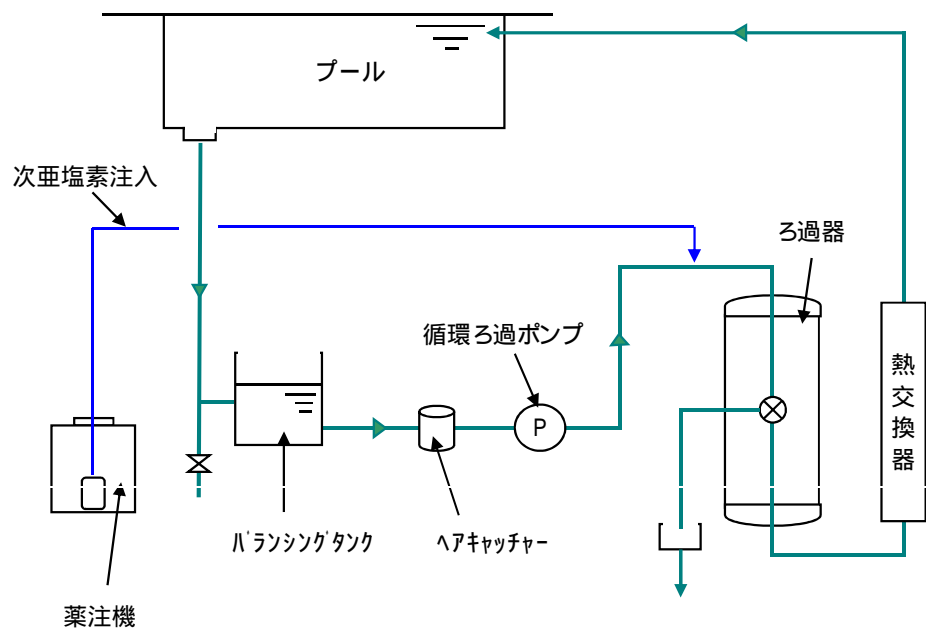 プール
次亜塩素注入
ろ過器
循環ろ過ポンプ
P
熱交換器
バランシングタンク
ヘアキャッチャー
薬注機